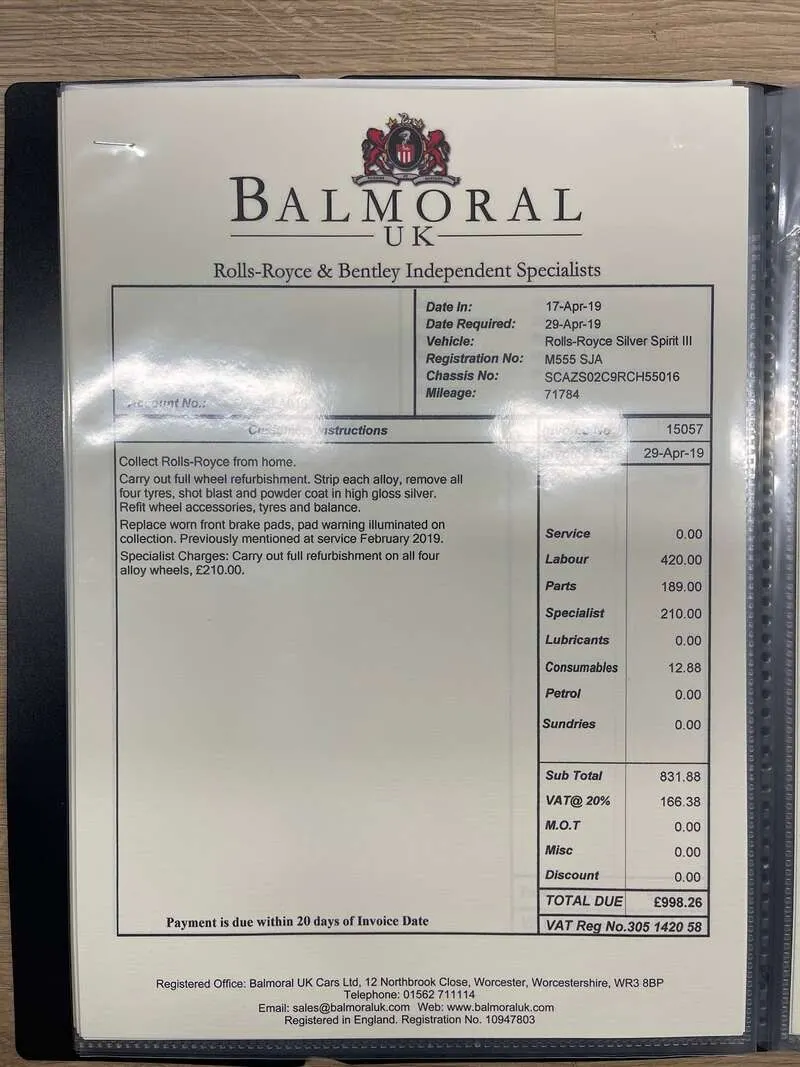 BALMORAL
UK
Rolls-Royce & Bentley Independent Specialists
Date In: 17-Apr-19
Date Required: 29-Apr-19
Vehicle: Rolls-Royce Silver Spirit III
Registration No: M555 SJA
Chassis No: SCAZS02C9RCH55016
Mileage: 71784
Account No.:
Instructions
15057
29-Apr-19
Collect Rolls-Royce from home.
Carry out full wheel refurbishment. Strip each alloy, remove all
four tyres, shot blast and powder coat in high gloss silver.
Refit wheel accessories, tyres and balance.
Replace worn front brake pads, pad warning illuminated on
collection. Previously mentioned at service February 2019.
Specialist Charges: Carry out full refurbishment on all four
alloy wheels, £210.00.
Service 0.00
Labour 420.00
Parts 189.00
Specialist 210.00
Lubricants 0.00
Consumables 12.88
Petrol 0.00
Sundries 0.00
Sub Total 831.88
VAT@ 20% 166.38
M.O.T 0.00
Misc 0.00
Discount 0.00
TOTAL DUE £998.26
Payment is due within 20 days of Invoice Date
VAT Reg No.305 1420 58
Registered Office: Balmoral UK Cars Ltd, 12 Northbrook Close, Worcester, Worcestershire, WR3 8BP
Telephone: 01562 711114
Email: sales@balmoraluk.com Web: www.balmoraluk.com
Registered in England. Registration No. 10947803